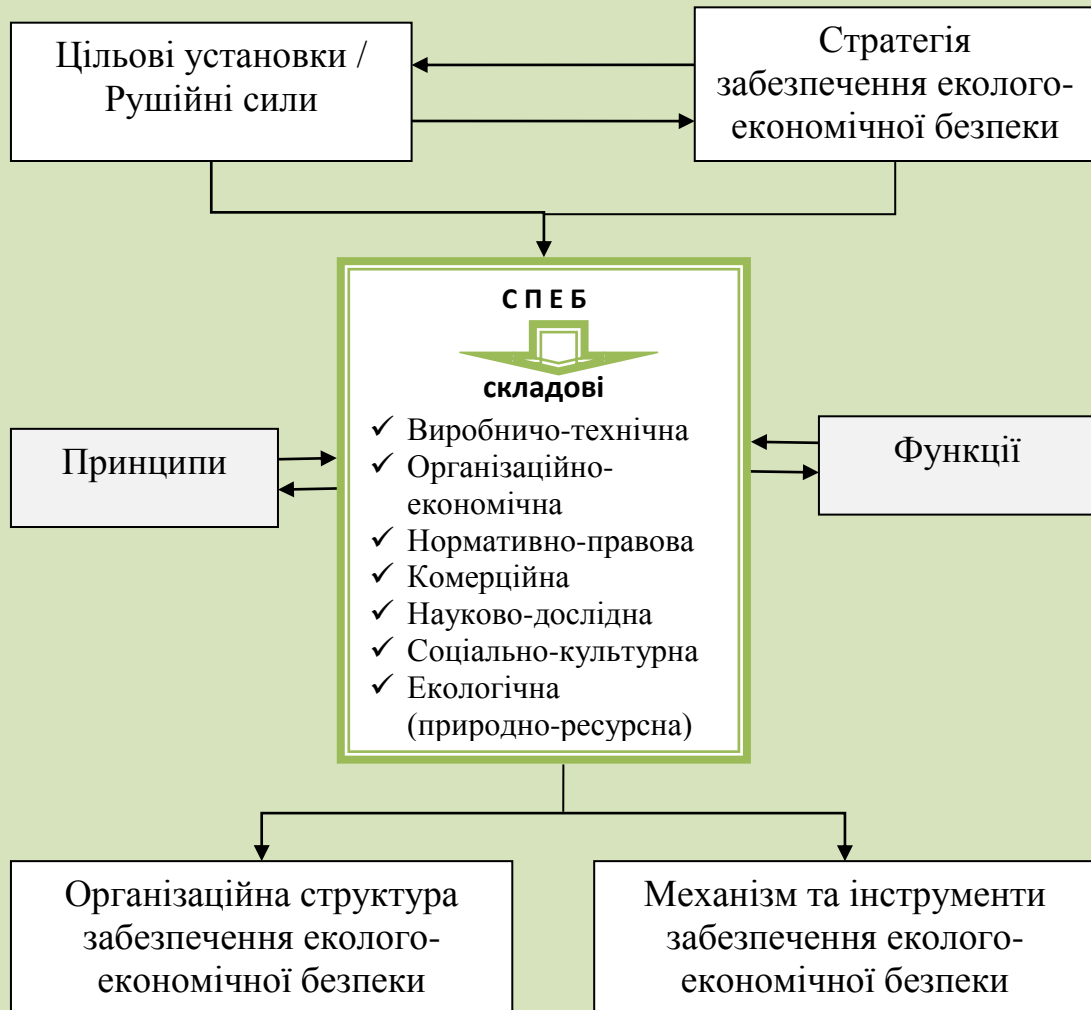 Цільові установки /
Рушійні сили
Стратегія
забезпечення еколого-
економічної безпеки
С П Е Б
складові
✓ Виробничо-технічна
✓ Організаційно-
економічна
✓ Нормативно-правова
✓ Комерційна
✓ Науково-дослідна
✓ Соціально-культурна
✓ Екологічна
(природно-ресурсна)
Принципи
Функції
Організаційна структура
забезпечення еколого-
економічної безпеки
Механізм та інструменти
забезпечення еколого-
економічної безпеки